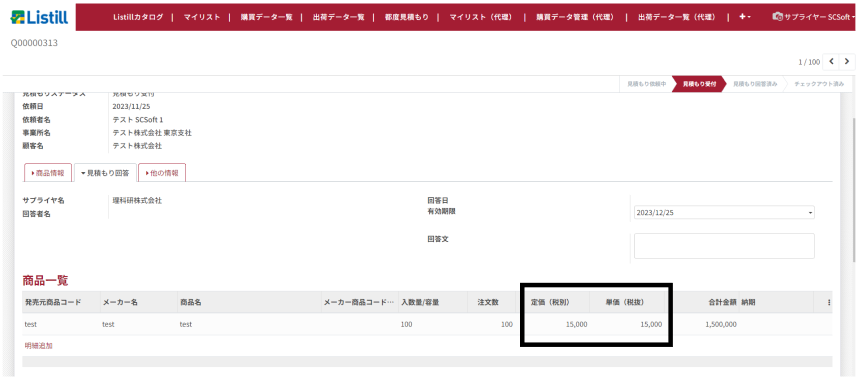 Listill
Listillカタログ | マイリスト | 購買データ一覧 | 出荷データ一覧 | 都度見積もり | マイリスト（代理） | 購買データ管理（代理） | 出荷データ一覧（代理） | +
サプライヤー SCSoft
Q00000313
1 / 100
見積もり依頼中 見積もり受付 見積もり回答済み チェックアウト済み
見積もりステータス 見積もり受付
依頼日 2023/11/25
依頼者名 テスト SCSoft 1
事業所名 テスト株式会社 東京支社
顧客名 テスト株式会社
商品情報 見積もり回答 他の情報
サプライヤ名 理科研株式会社 回答日
回答者名 有効期限 2023/12/25
回答文
商品一覧
発売元商品コード メーカー名 商品名 メーカー商品コード… 入数量/容量 注文数 定価（税別） 単価（税抜） 合計金額 納期
test test test 100 100 15,000 15,000 1,500,000
明細追加